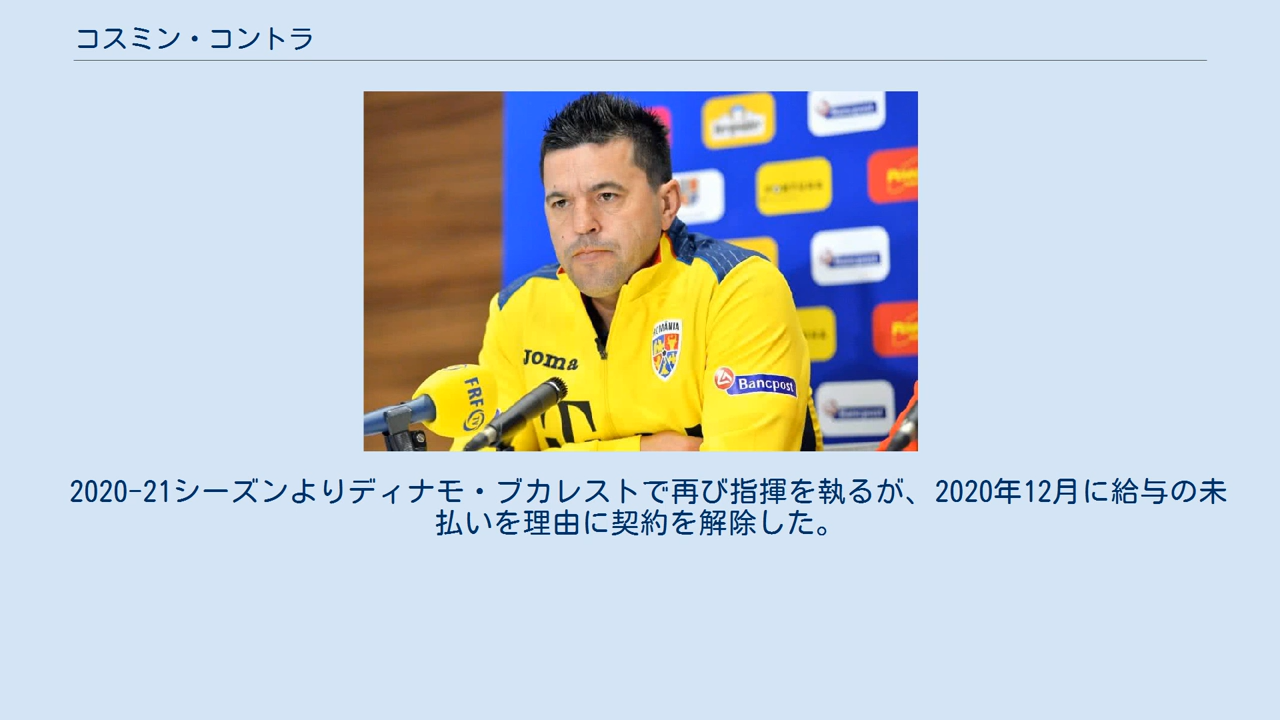 コスミン・コントラ
Bancpost
FORTUNA
ROMÂNIA
Joma
Bancpost
FRF
T
2020-21シーズンよりディナモ・ブカレストで再び指揮を執るが、2020年12月に給与の未
払いを理由に契約を解除した。